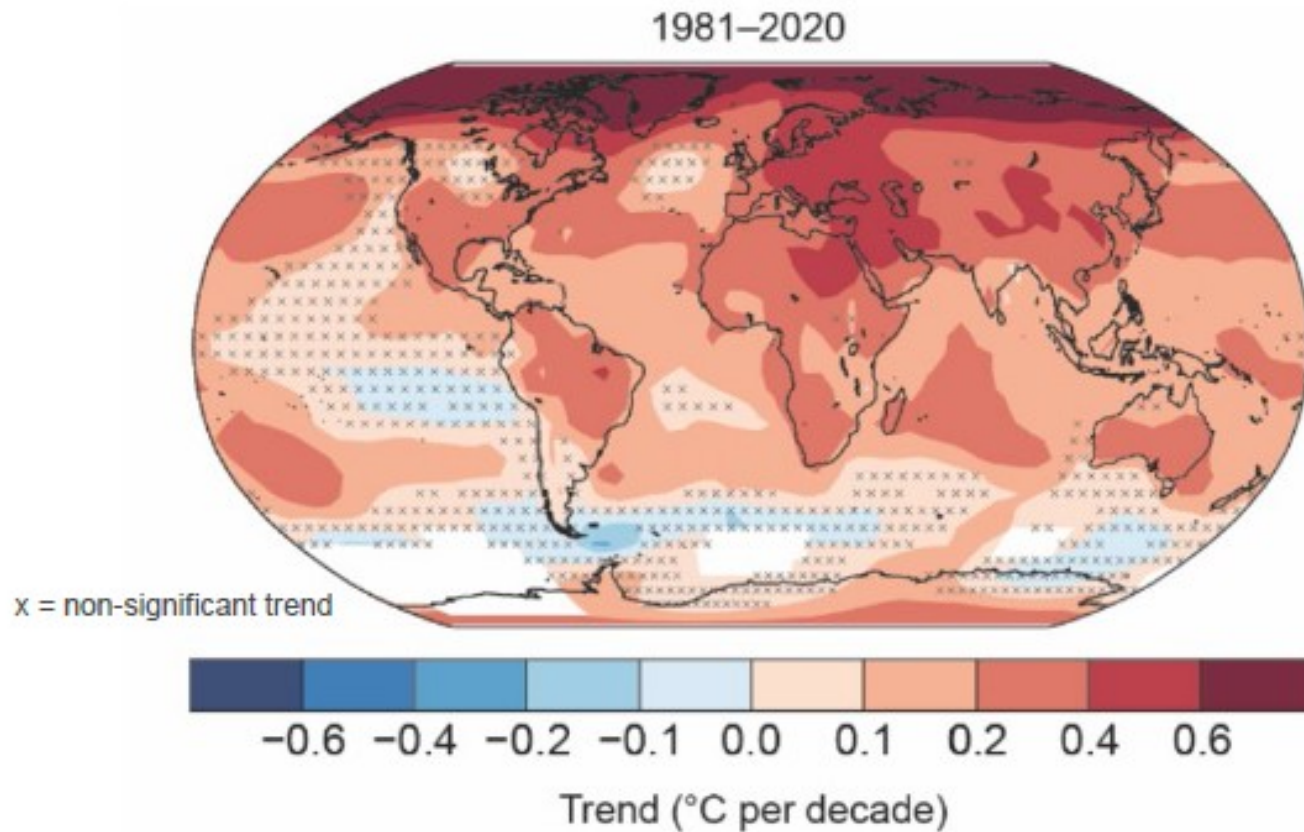 1981–2020
x = non-significant trend
−0.6 −0.4 −0.2 −0.1 0.0 0.1 0.2 0.4 0.6
Trend (°C per decade)